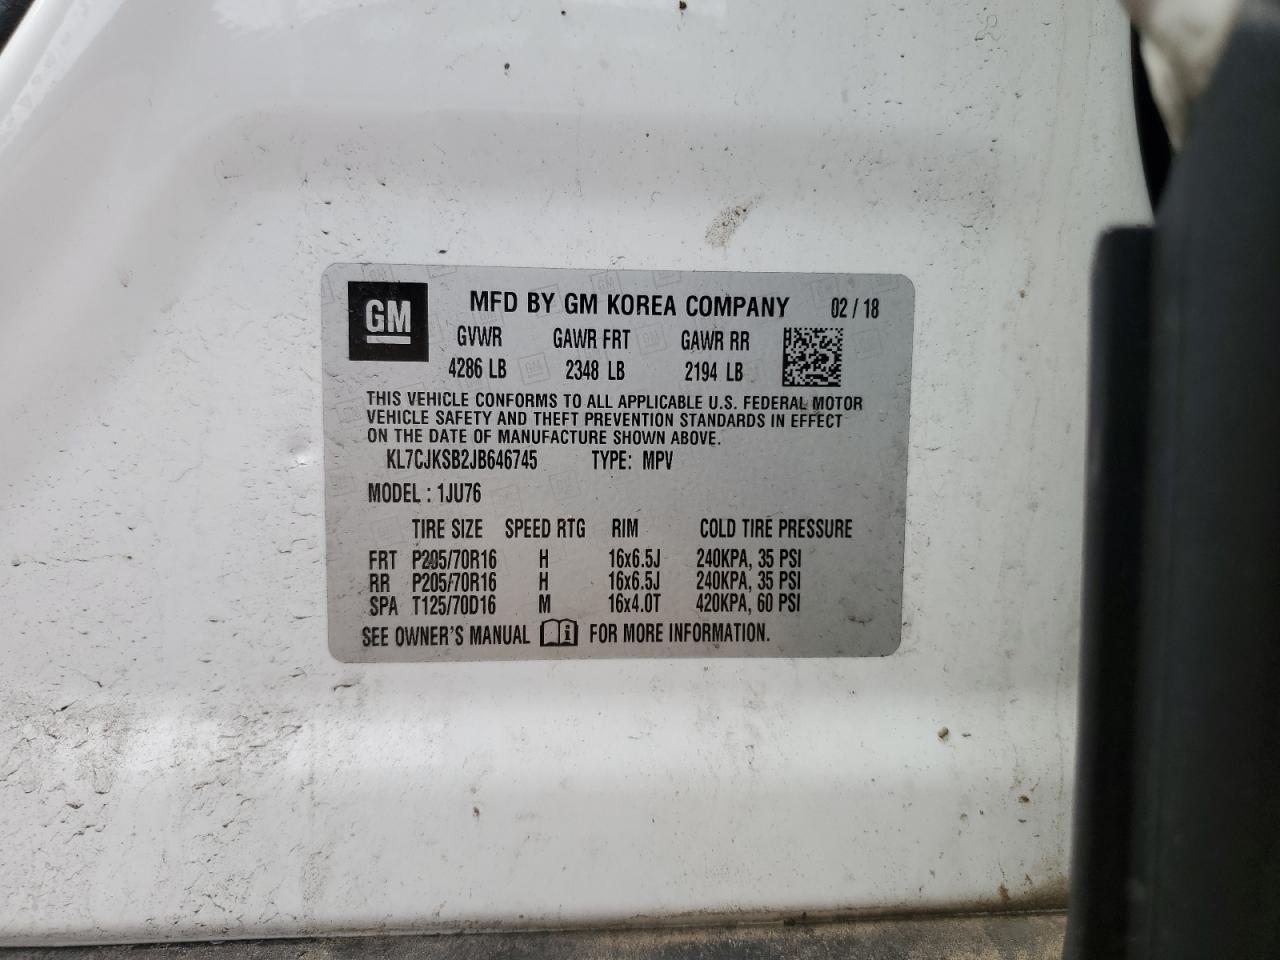 GM MFD BY GM KOREA COMPANY 02 / 18
GVWR GAWR FRT GAWR RR
4286 LB 2348 LB 2194 LB
THIS VEHICLE CONFORMS TO ALL APPLICABLE U.S. FEDERAL MOTOR
VEHICLE SAFETY AND THEFT PREVENTION STANDARDS IN EFFECT
ON THE DATE OF MANUFACTURE SHOWN ABOVE.
KL7CJKSB2JB646745 TYPE: MPV
MODEL : 1JU76
TIRE SIZE SPEED RTG RIM COLD TIRE PRESSURE
FRT P205/70R16 H 16x6.5J 240KPA, 35 PSI
RR P205/70R16 H 16x6.5J 240KPA, 35 PSI
SPA T125/70D16 M 16x4.0T 420KPA, 60 PSI
SEE OWNER'S MANUAL FOR MORE INFORMATION.